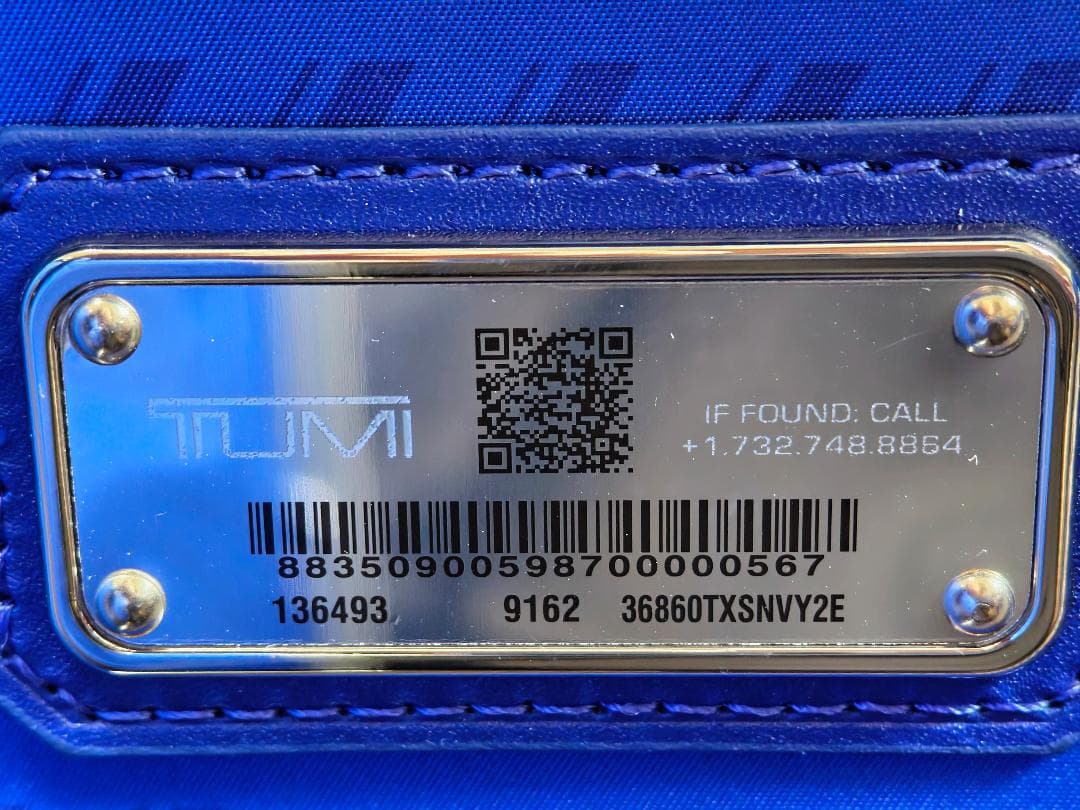 TUMI
IF FOUND: CALL
+1.732.748.8864
88350900598700000567
136493 9162 36860TXSNVY2E